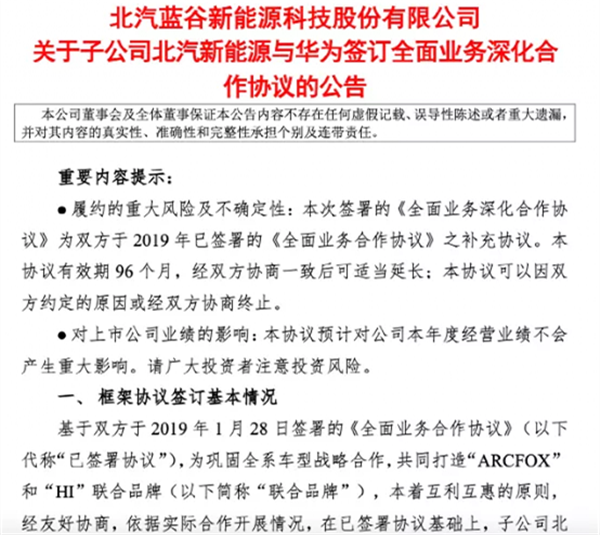 北汽蓝谷新能源科技股份有限公司
关于子公司北汽新能源与华为签订全面业务深化合
作协议的公告
本公司董事会及全体董事保证本公告内容不存在任何虚假记载、误导性陈述或者重大遗漏,
并对其内容的真实性、准确性和完整性承担个别及连带责任。
重要内容提示:
●履约的重大风险及不确定性:本次签署的《全面业务深化合作协
议》为双方于 2019 年已签署的《全面业务合作协议》之补充协议。本
协议有效期 96 个月,经双方协商一致后可适当延长;本协议可以因双
方约定的原因或经双方协商终止。
●对上市公司业绩的影响:本协议预计对公司本年度经营业绩不会
产生重大影响。请广大投资者注意投资风险。
一、 框架协议签订基本情况
基于双方于 2019 年 1 月 28 日签署的《全面业务合作协议》(以下
代称“已签署协议”),为巩固全系车型战略合作,共同打造“ARCFOX”
和“HI”联合品牌(以下简称“联合品牌”),本着互利互惠的原则,
经友好协商,依据实际合作开展情况,在已签署协议基础上,子公司北